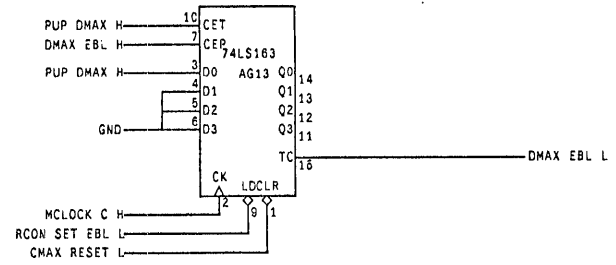 PUP DMAX H 10 CET
DMAX EBL H 7 CEP
74LS163
PUP DMAX H 3 D0 AG13 Q0 14
4 D1 Q1 13
5 D2 Q2 12
GND 6 D3 Q3 11
TC 15 DMAX EBL L
CK LDCLR
MCLOCK C H 2
RCON SET EBL L 9 1
CMAX RESET L